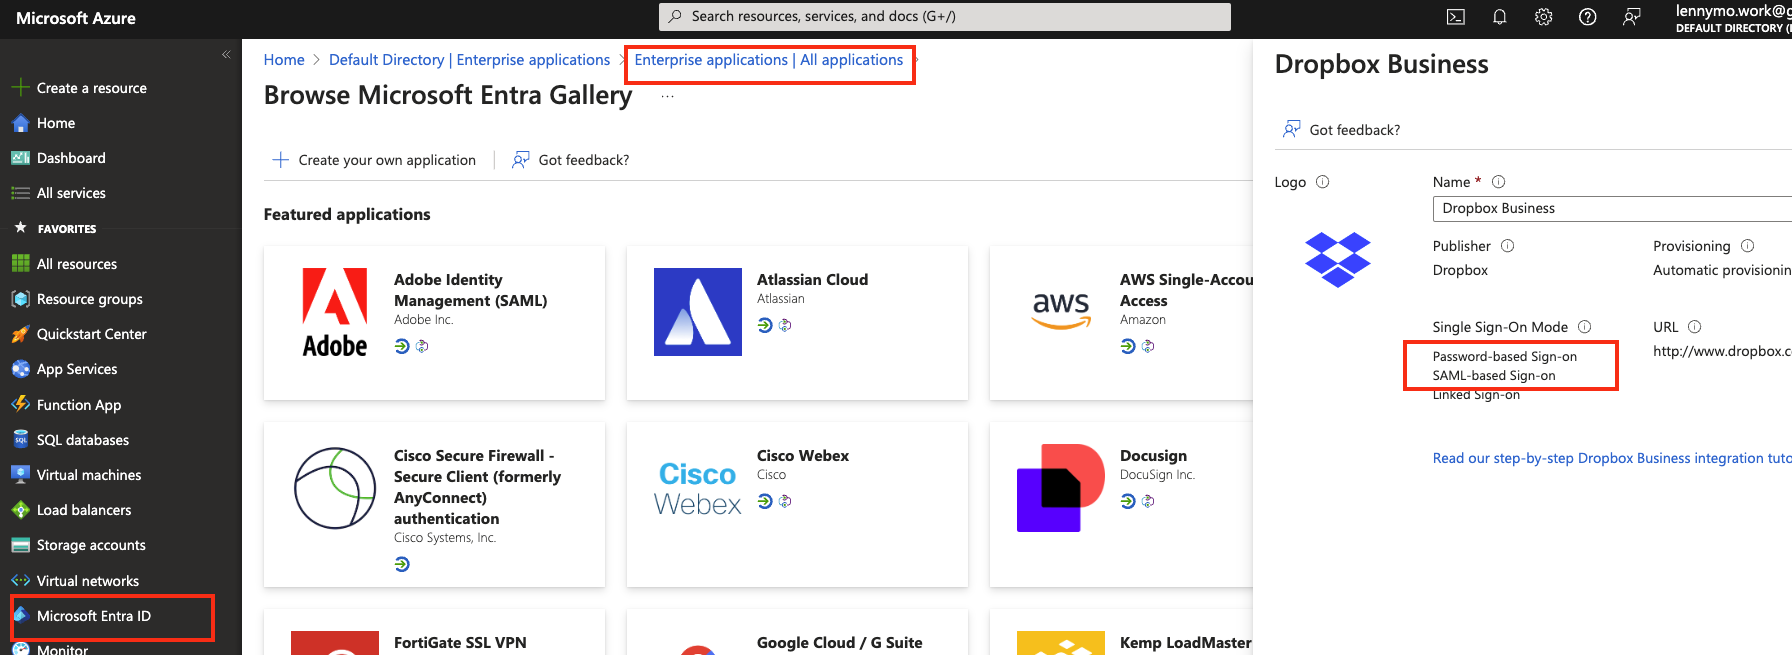 Microsoft Azure
Search resources, services, and docs (G+/)
lennymo.work@g
DEFAULT DIRECTORY (
«
Create a resource
Home
Dashboard
All services
FAVORITES
All resources
Resource groups
Quickstart Center
App Services
Function App
SQL databases
Virtual machines
Load balancers
Storage accounts
Virtual networks
Microsoft Entra ID
Monitor
Home > Default Directory | Enterprise applications > Enterprise applications | All applications >
Browse Microsoft Entra Gallery ...
Create your own application
Got feedback?
Featured applications
Adobe
Adobe Identity
Management (SAML)
Adobe Inc.
Atlassian Cloud
Atlassian
aws
AWS Single-Accou
Access
Amazon
Cisco Secure Firewall -
Secure Client (formerly
AnyConnect)
authentication
Cisco Systems, Inc.
Cisco
Webex
Cisco Webex
Cisco
Docusign
DocuSign Inc.
FortiGate SSL VPN
Google Cloud / G Suite
Kemp LoadMaster
Dropbox Business
Got feedback?
Logo
Name *
Dropbox Business
Publisher
Dropbox
Provisioning
Automatic provisionin
Single Sign-On Mode
Password-based Sign-on
SAML-based Sign-on
Linked Sign-on
URL
http://www.dropbox.c
Read our step-by-step Dropbox Business integration tuto